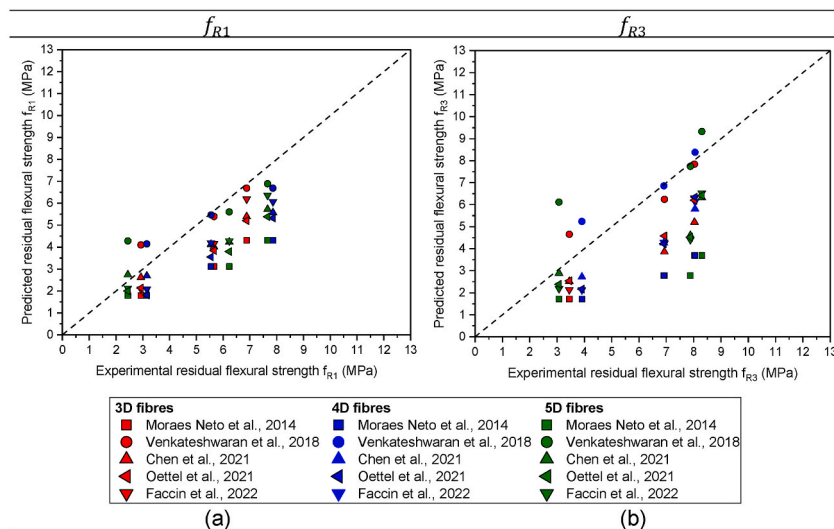 f_R1
f_R3
Predicted residual flexural strength f_R1 (MPa)
13
12
11
10
9
8
7
6
5
4
3
2
1
0
0 1 2 3 4 5 6 7 8 9 10 11 12 13
Experimental residual flexural strength f_R1 (MPa)
Predicted residual flexural strength f_R3 (MPa)
13
12
11
10
9
8
7
6
5
4
3
2
1
0
0 1 2 3 4 5 6 7 8 9 10 11 12 13
Experimental residual flexural strength f_R3 (MPa)
3D fibres
Moraes Neto et al., 2014
Venkateshwaran et al., 2018
Chen et al., 2021
Oettel et al., 2021
Faccin et al., 2022
4D fibres
Moraes Neto et al., 2014
Venkateshwaran et al., 2018
Chen et al., 2021
Oettel et al., 2021
Faccin et al., 2022
5D fibres
Moraes Neto et al., 2014
Venkateshwaran et al., 2018
Chen et al., 2021
Oettel et al., 2021
Faccin et al., 2022
(a)
(b)